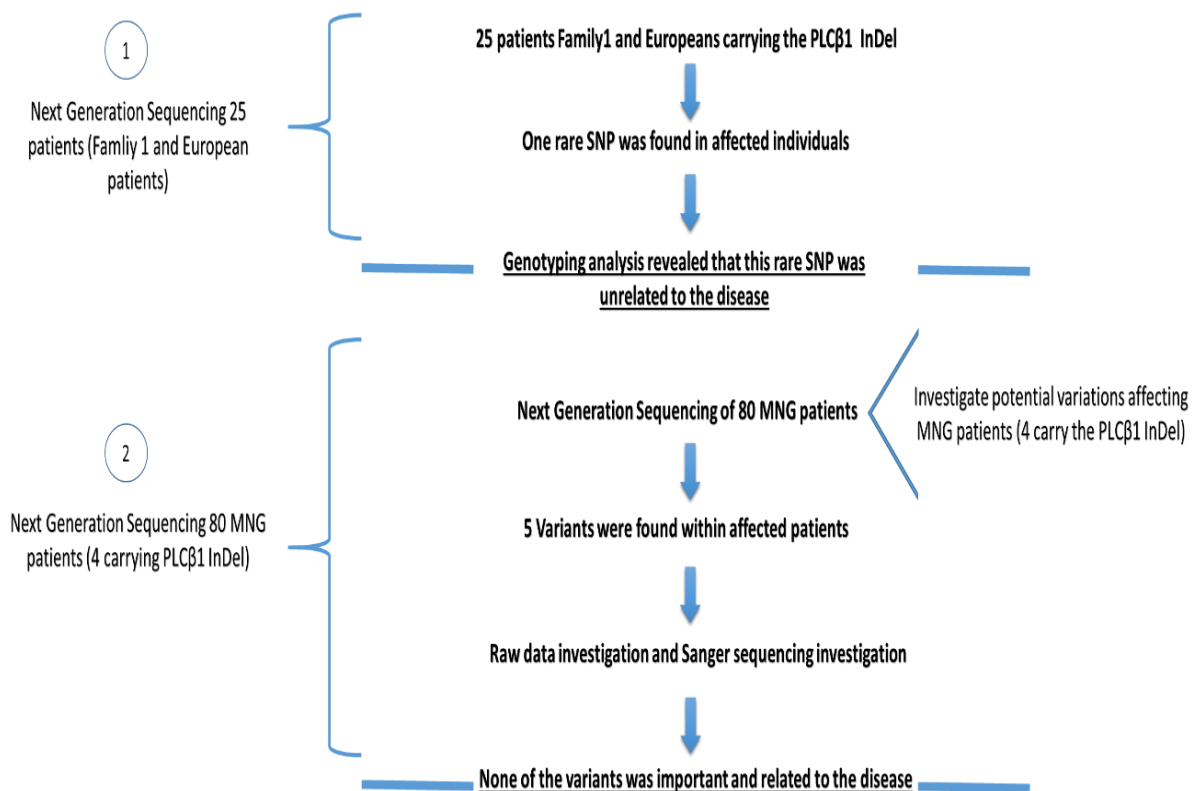 1
Next Generation Sequencing 25
patients (Famliy 1 and European
patients)
25 patients Family1 and Europeans carrying the PLCβ1 InDel
One rare SNP was found in affected individuals
Genotyping analysis revealed that this rare SNP was
unrelated to the disease
2
Next Generation Sequencing 80 MNG
patients (4 carrying PLCβ1 InDel)
Next Generation Sequencing of 80 MNG patients
Investigate potential variations affecting
MNG patients (4 carry the PLCβ1 InDel)
5 Variants were found within affected patients
Raw data investigation and Sanger sequencing investigation
None of the variants was important and related to the disease